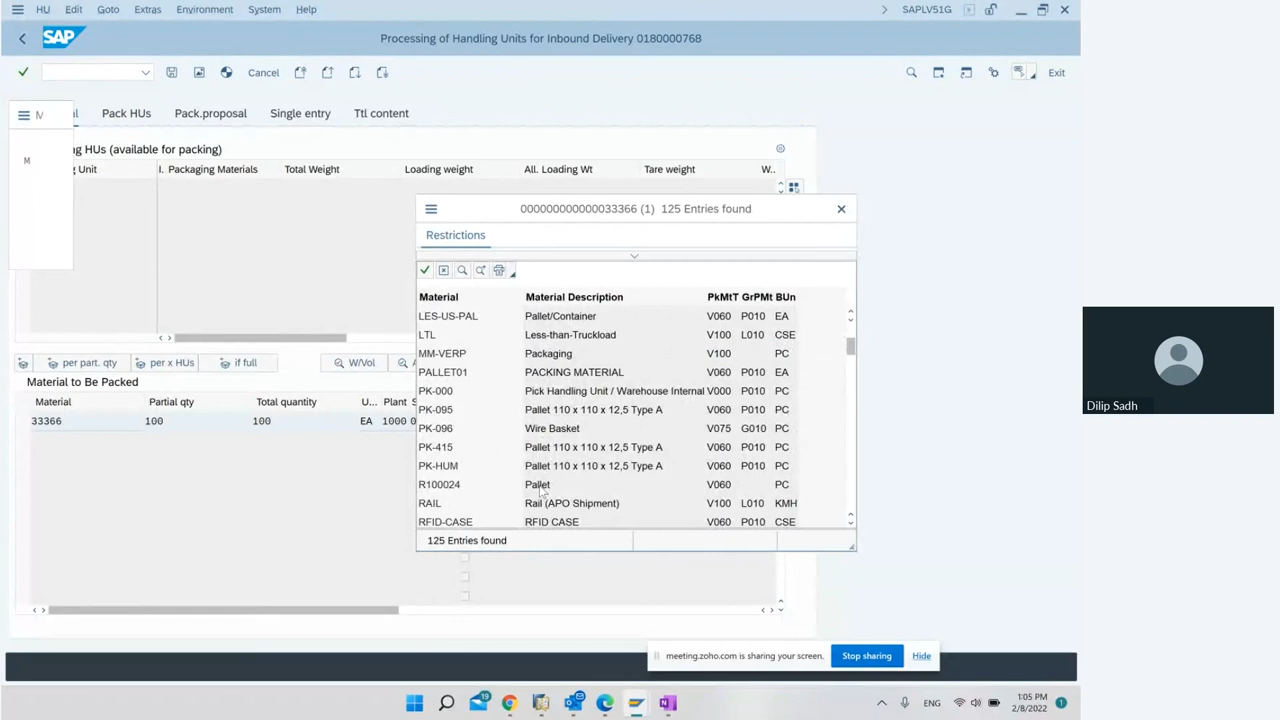 HU Edit Goto Extras Environment System Help SAPLV51G
SAP Processing of Handling Units for Inbound Delivery 0180000768
Cancel Exit
M Pack HUs Pack.proposal Single entry Ttl content
HUs (available for packing)
M Unit I. Packaging Materials Total Weight Loading weight All. Loading Wt Tare weight W..
000000000000033366 (1) 125 Entries found
Restrictions
Material Material Description PkMtT GrPMt BUn
LES-US-PAL Pallet/Container V060 P010 EA
LTL Less-than-Truckload V100 L010 CSE
MM-VERP Packaging V100 PC
PALLET01 PACKING MATERIAL V060 P010 EA
PK-000 Pick Handling Unit / Warehouse Internal V000 P010 PC
PK-095 Pallet 110 x 110 x 12,5 Type A V060 P010 PC
PK-096 Wire Basket V075 G010 PC
PK-415 Pallet 110 x 110 x 12,5 Type A V060 P010 PC
PK-HUM Pallet 110 x 110 x 12,5 Type A V060 P010 PC
R100024 Pallet V060 PC
RAIL Rail (APO Shipment) V100 L010 KMH
RFID-CASE RFID CASE V060 P010 CSE
125 Entries found
per part. qty per x HUs if full W/Vol
Material to Be Packed
Material Partial qty Total quantity U... Plant S
33366 100 100 EA 1000 0
meeting.zoho.com is sharing your screen. Stop sharing Hide
Dilip Sadh
19 ENG 1:05 PM
2/8/2022 1